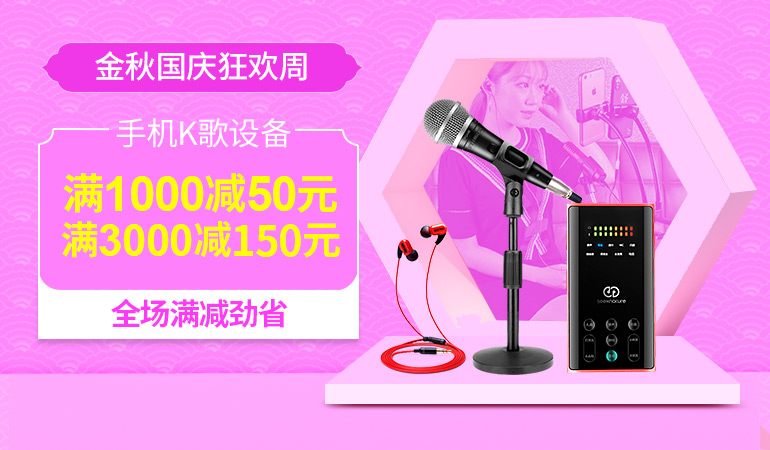 金秋国庆狂欢周
手机K歌设备
满1000减50元
满3000减150元
全场满减劲省
seeknature